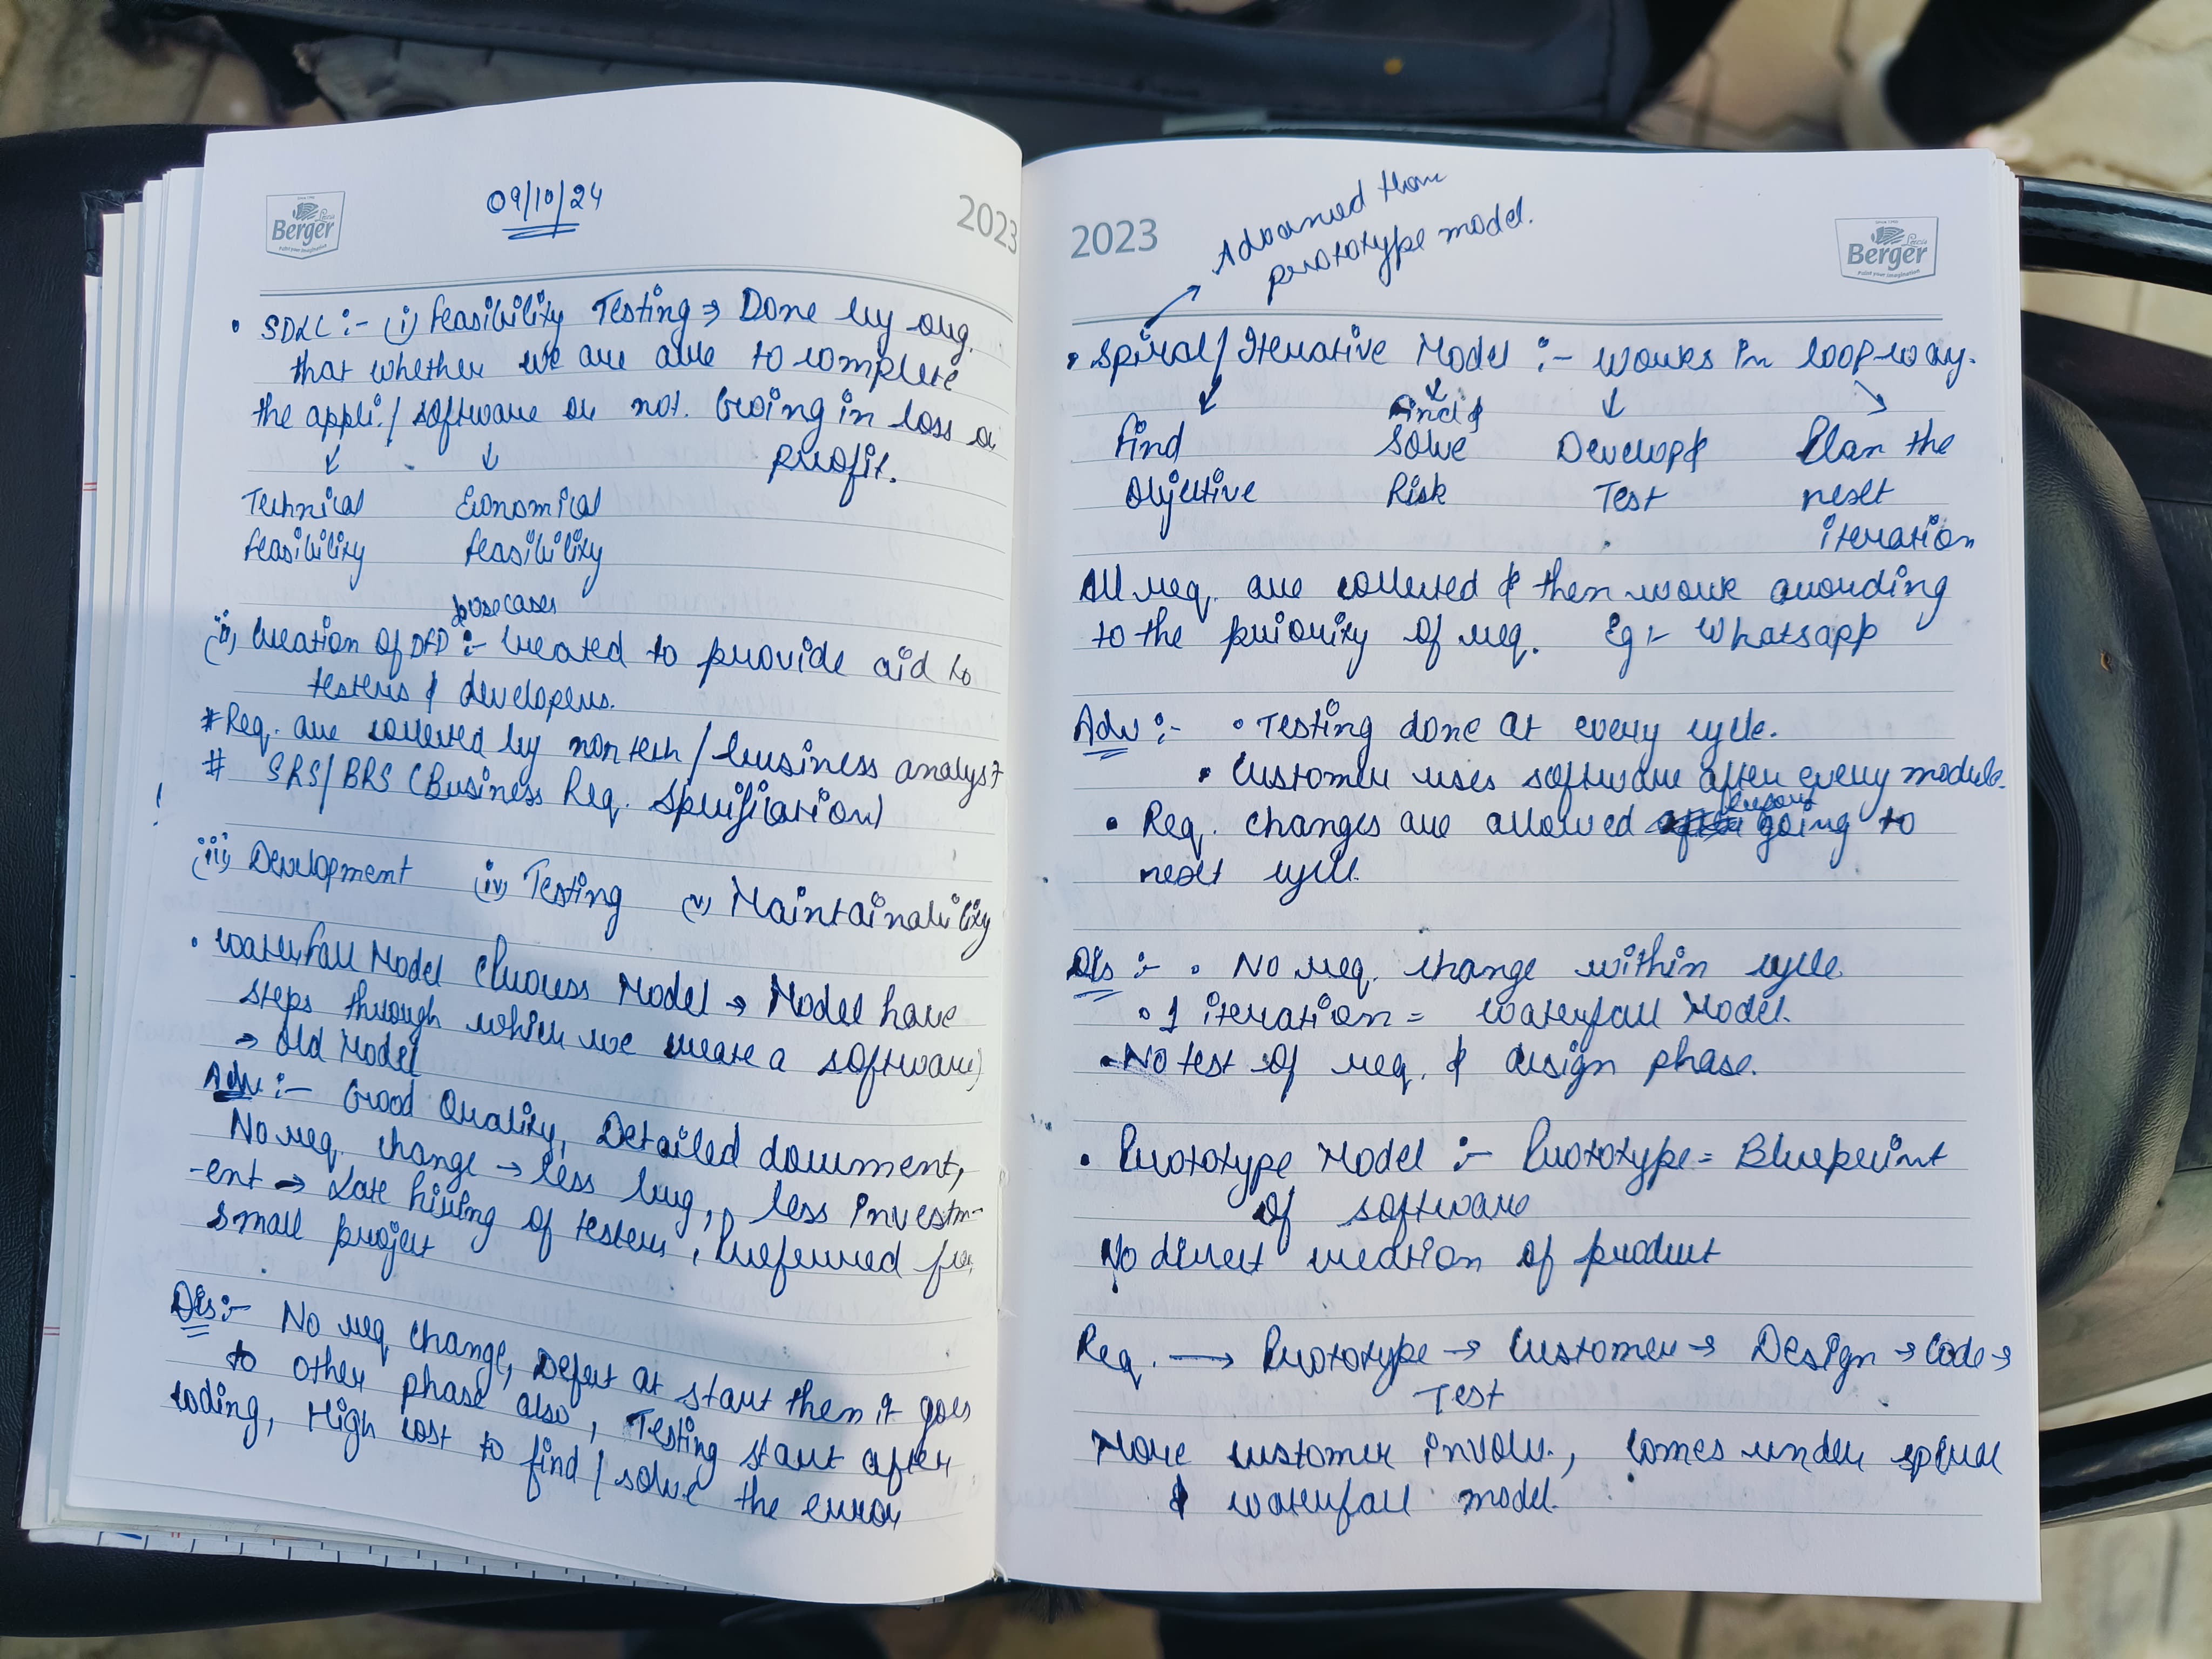 Berger
Paint your imagination
09/10/24
2023
• SDLC :- (i) Feasibility Testing → Done by org.
that whether we are able to complete
the appli./ software or not. Going in loss or
profit.
↓ ↓
Technical Economical
feasibility feasibility
usecases
(ii) Creation of DFD :- Created to provide aid to
testers & developers.
# Req. are collected by non tech / business analyst
# SRS/BRS (Business Req. Specification)
(iii) Development (iv) Testing (v) Maintainability
• Waterfall Model (Process Model → Model have
steps through which we create a software)
→ Old Model
Adv :- Good Quality, Detailed document,
No req. change → less bug, less investm-
-ent → Late hiring of testers, Preferred for
small project
Dis :- No req change, Defect at start then it goes
to other phase also, Testing start after
coding, High cost to find / solve the error
2023
Advanced than
prototype model.
Berger
Paint your imagination
• Spiral/ Iterative Model :- Works in loop way.
↓ ↓ ↓
Find Find & Develop & Plan the
Objective Solve Test next
Risk iteration
All req. are collected & then work according
to the priority of req. Eg :- Whatsapp
Adv :- • Testing done at every cycle.
• Customer uses software after every module.
• Req. changes are allowed before going to
next cycle.
Dis :- • No req. change within cycle
• 1 iteration = Waterfall Model.
• No test of req. & design phase.
• Prototype Model :- Prototype = Blueprint
of software
No direct creation of product
Req. → Prototype → Customer → Design → Code →
Test
More customer involv., Comes under spiral
& waterfall model.